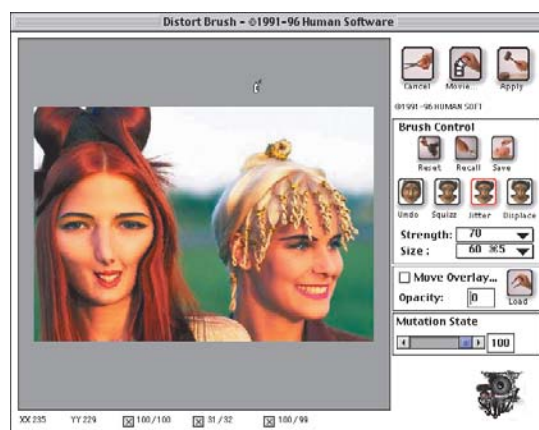 Distort Brush – ©1991-96 Human Software
Cancel Movie... Apply
©1991-96 HUMAN SOFT
Brush Control
Reset Recall Save
Undo Squizz Jitter Displace
Strength: 70
Size : 60 ⌘5
Move Overlay...
Opacity: 0 Load
Mutation State
100
XX 235 YY 229 100/100 31/32 100/99